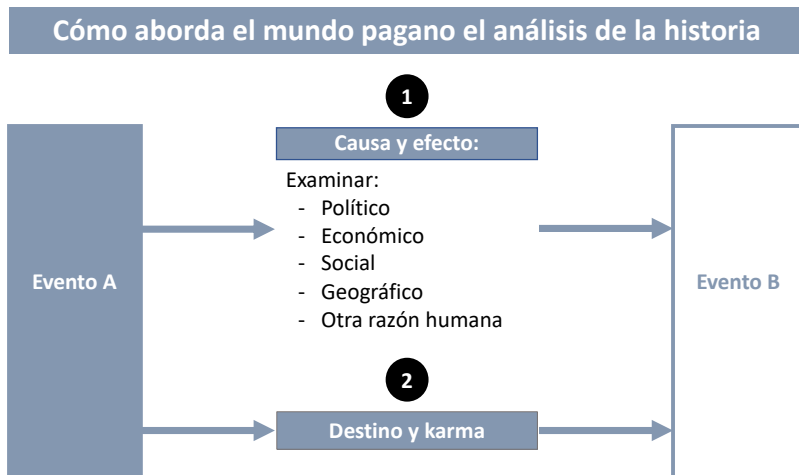 Cómo aborda el mundo pagano el análisis de la historia
1
Causa y efecto:
Examinar:
- Político
- Económico
- Social
- Geográfico
- Otra razón humana
Evento A
Evento B
2
Destino y karma